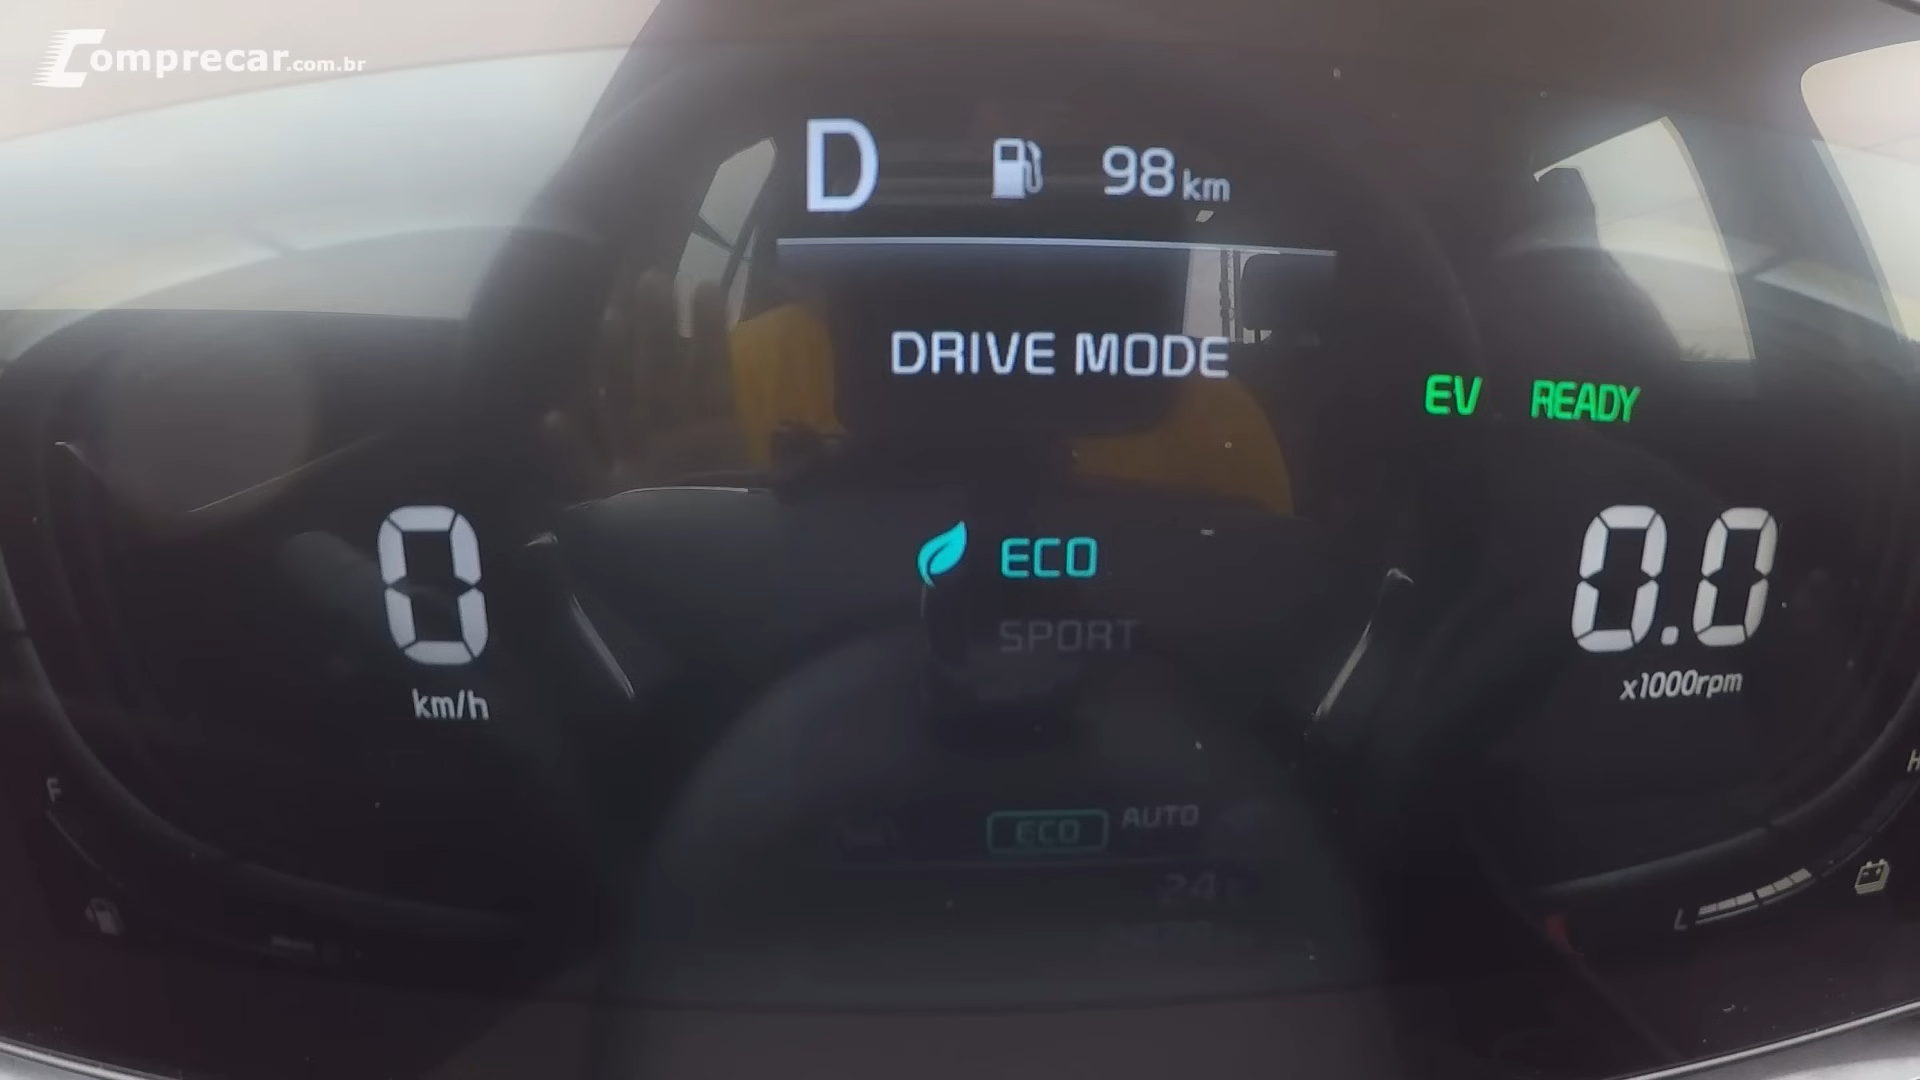 Comprecar.com.br
D 98 km
DRIVE MODE
EV READY
ECO
SPORT
0
km/h
0.0
x1000rpm
F
H
ECO AUTO
L